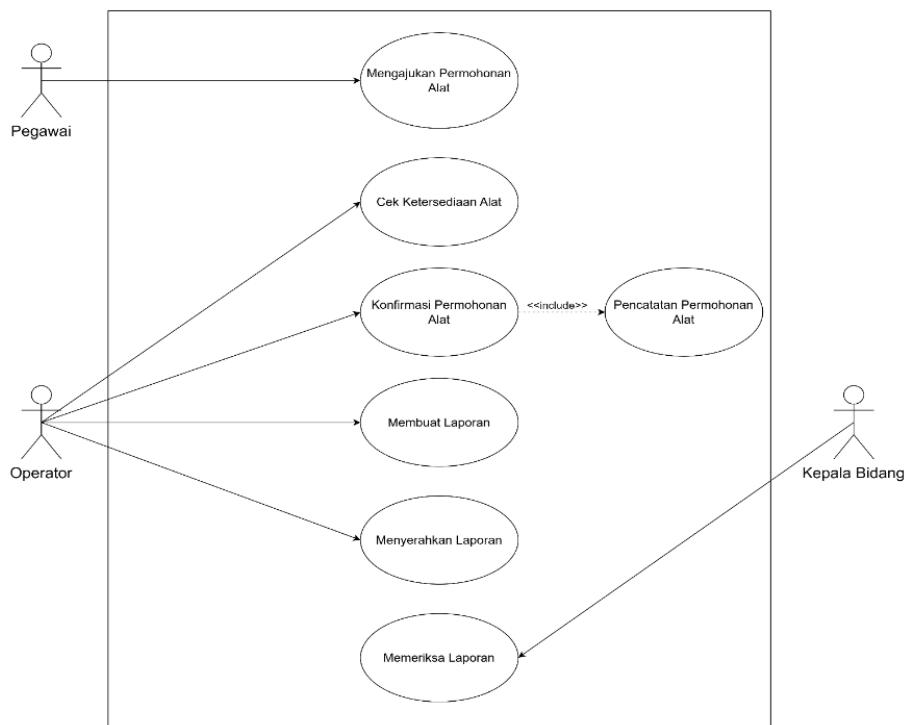 Mengajukan Permohonan
Alat
Pegawai
Cek Ketersediaan Alat
Konfirmasi Permohonan
Alat
<<include>>
Pencatatan Permohonan
Alat
Membuat Laporan
Operator
Kepala Bidang
Menyerahkan Laporan
Memeriksa Laporan